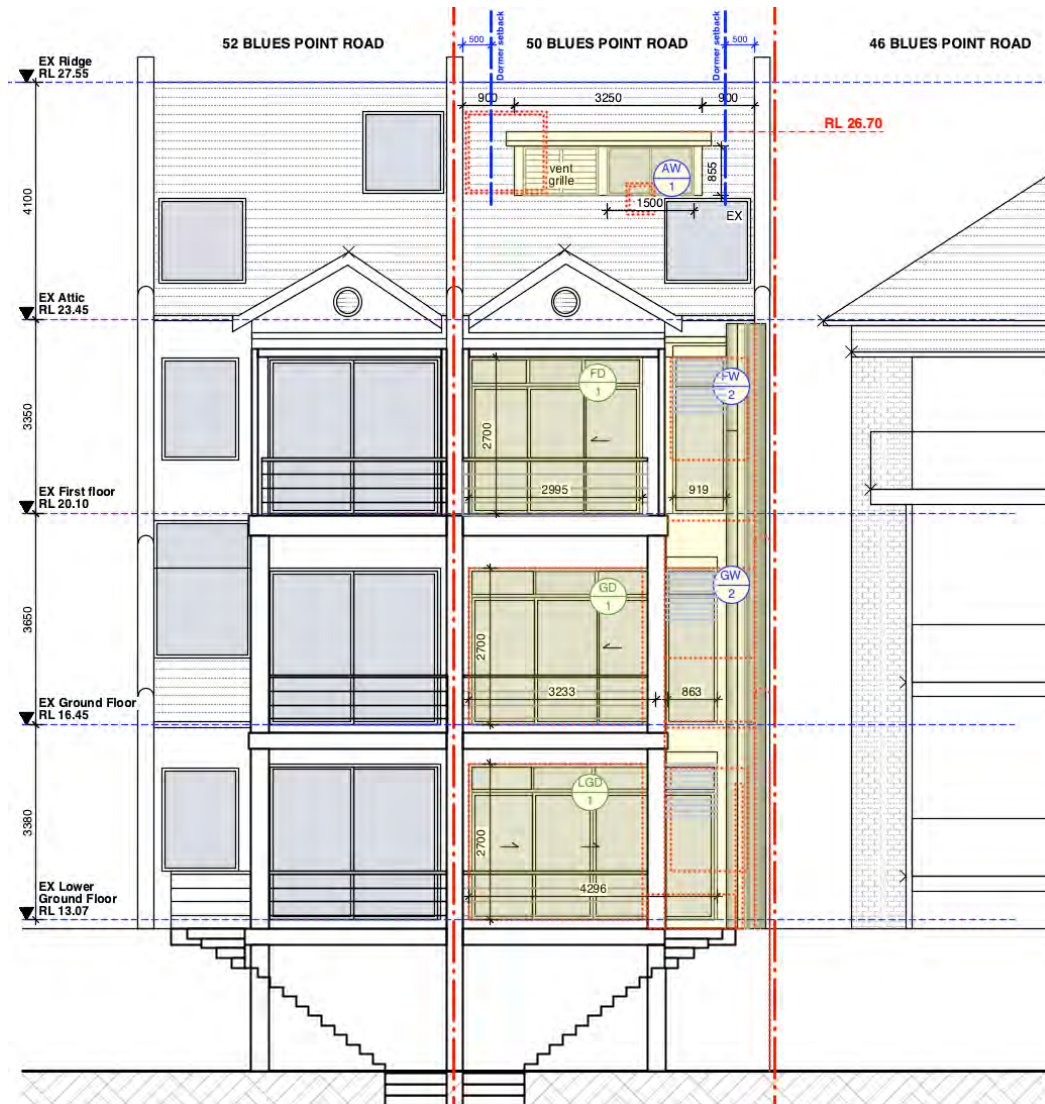 52 BLUES POINT ROAD
500
Dormer setback
50 BLUES POINT ROAD
Dormer setback
500
46 BLUES POINT ROAD
EX Ridge
RL 27.55
900
3250
900
RL 26.70
vent
grille
AW
1
855
1500
EX
4100
EX Attic
RL 23.45
FD
1
FW
2
3350
2700
2995
919
EX First floor
RL 20.10
GD
1
GW
2
3650
2700
3233
863
EX Ground Floor
RL 16.45
LGD
1
3380
2700
4296
EX Lower
Ground Floor
RL 13.07